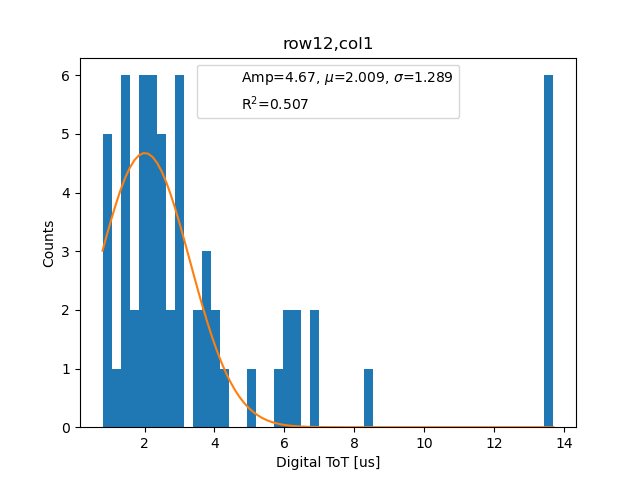 row12,col1
Amp=4.67, μ=2.009, σ=1.289
R²=0.507
Counts
6
5
4
3
2
1
0
2 4 6 8 10 12 14
Digital ToT [us]